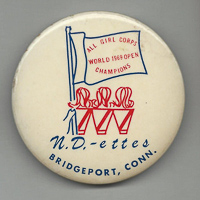 ALL GIRL CORPS
WORLD 1969 OPEN
CHAMPIONS
N.D.-ettes
BRIDGEPORT, CONN.